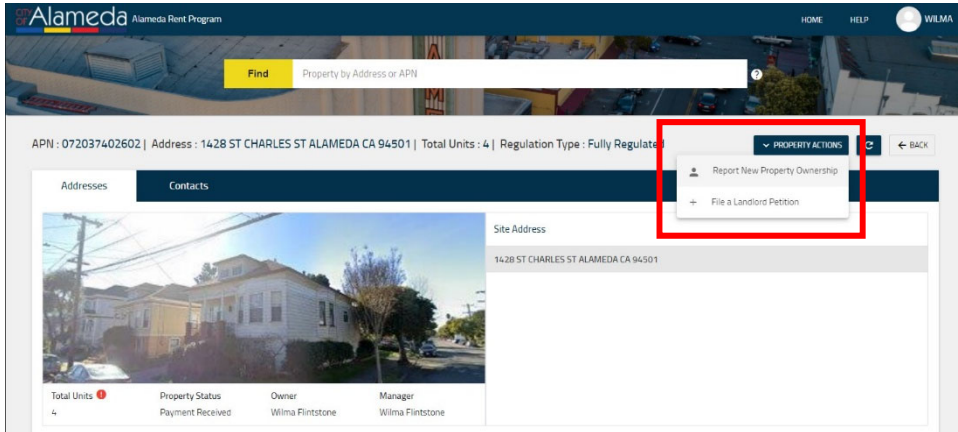 CITY OF Alameda Alameda Rent Program HOME HELP WILMA
Find Property by Address or APN ?
APN : 072037402602 | Address : 1428 ST CHARLES ST ALAMEDA CA 94501 | Total Units : 4 | Regulation Type : Fully Regulated PROPERTY ACTIONS BACK
Report New Property Ownership
File a Landlord Petition
Addresses Contacts
Site Address
1428 ST CHARLES ST ALAMEDA CA 94501
Total Units Property Status Owner Manager
4 Payment Received Wilma Flintstone Wilma Flintstone